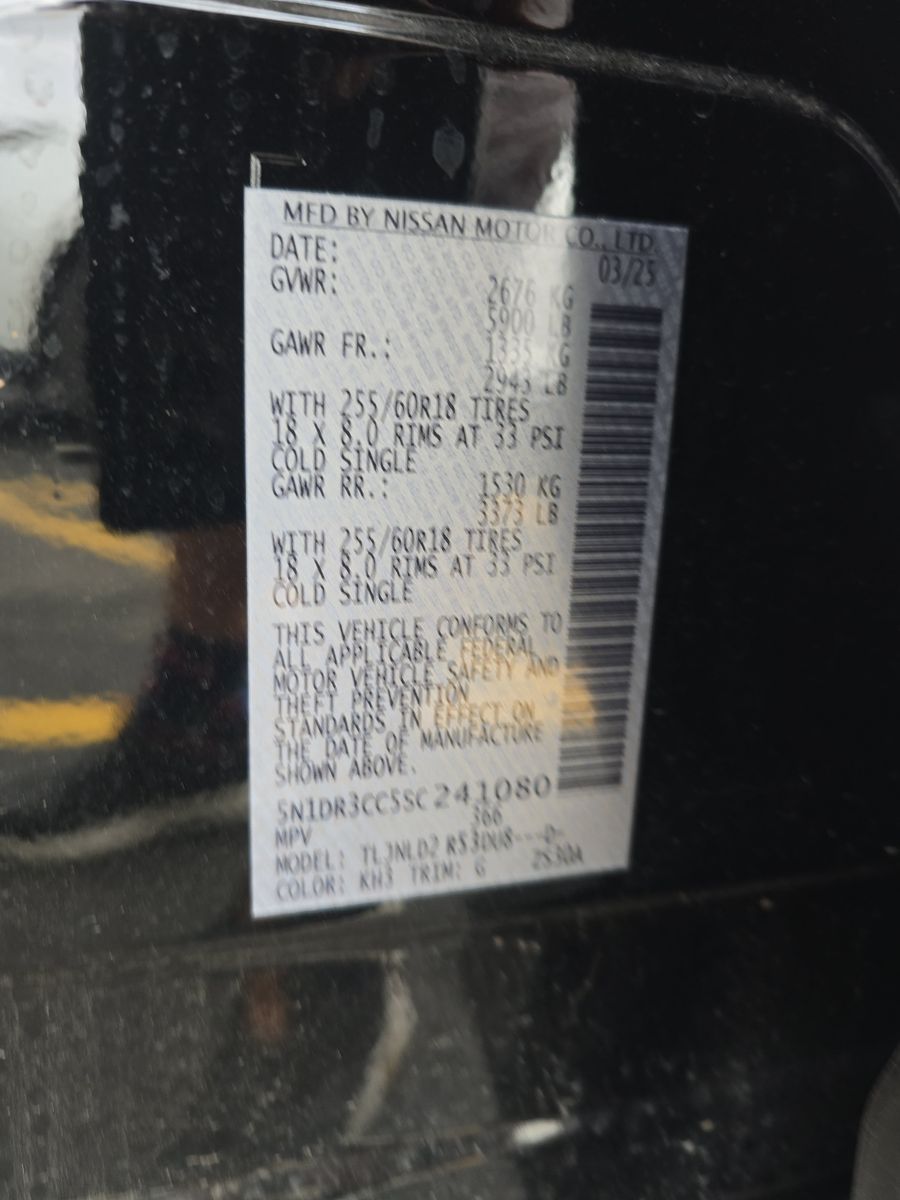 MFD BY NISSAN MOTOR CO., LTD.
DATE: 03/25
GVWR: 2676 KG
5900 LB
GAWR FR.: 1335 KG
2943 LB
WITH 255/60R18 TIRES
18 X 8.0 RIMS AT 33 PSI
COLD SINGLE
GAWR RR.: 1530 KG
3373 LB
WITH 255/60R18 TIRES
18 X 8.0 RIMS AT 33 PSI
COLD SINGLE
THIS VEHICLE CONFORMS TO
ALL APPLICABLE FEDERAL
MOTOR VEHICLE SAFETY AND
THEFT PREVENTION
STANDARDS IN EFFECT ON
THE DATE OF MANUFACTURE
SHOWN ABOVE.
5N1DR3CC5SC241080
MPV 366
MODEL: TLJNLD2 R53DU8---D-
COLOR: KH3 TRIM: G 2S30A